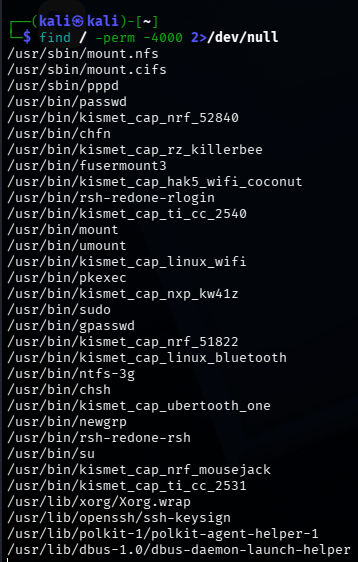 ┌──(kali㉿kali)-[~]
└─$ find / -perm -4000 2>/dev/null
/usr/sbin/mount.nfs
/usr/sbin/mount.cifs
/usr/sbin/pppd
/usr/bin/passwd
/usr/bin/kismet_cap_nrf_52840
/usr/bin/chfn
/usr/bin/kismet_cap_rz_killerbee
/usr/bin/fusermount3
/usr/bin/kismet_cap_hak5_wifi_coconut
/usr/bin/rsh-redone-rlogin
/usr/bin/kismet_cap_ti_cc_2540
/usr/bin/mount
/usr/bin/umount
/usr/bin/kismet_cap_linux_wifi
/usr/bin/pkexec
/usr/bin/kismet_cap_nxp_kw41z
/usr/bin/sudo
/usr/bin/gpasswd
/usr/bin/kismet_cap_nrf_51822
/usr/bin/kismet_cap_linux_bluetooth
/usr/bin/ntfs-3g
/usr/bin/chsh
/usr/bin/kismet_cap_ubertooth_one
/usr/bin/newgrp
/usr/bin/rsh-redone-rsh
/usr/bin/su
/usr/bin/kismet_cap_nrf_mousejack
/usr/bin/kismet_cap_ti_cc_2531
/usr/lib/xorg/Xorg.wrap
/usr/lib/openssh/ssh-keysign
/usr/lib/polkit-1/polkit-agent-helper-1
/usr/lib/dbus-1.0/dbus-daemon-launch-helper